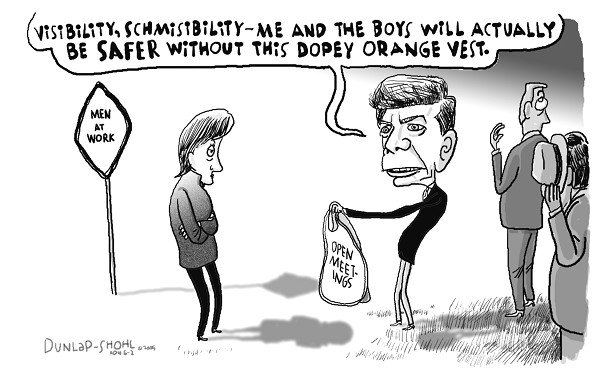 VISIBILITY, SCHMISIBILITY-ME AND THE BOYS WILL ACTUALLY
BE SAFER WITHOUT THIS DOPEY ORANGE VEST.
MEN
AT
WORK
OPEN
MEET-
INGS
DUNLAP-SHOHL